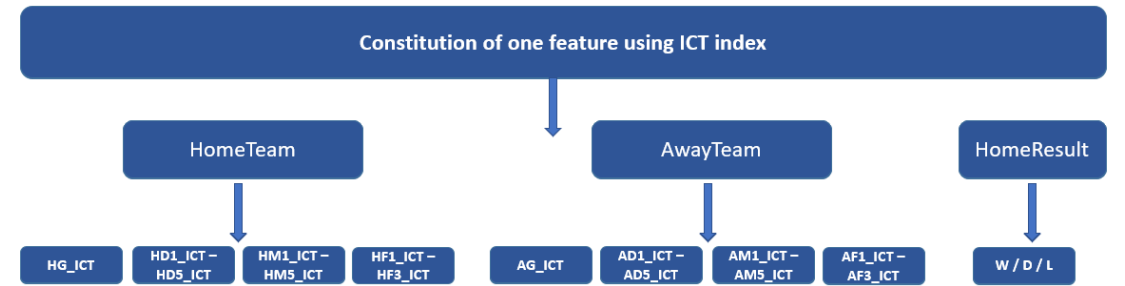 Constitution of one feature using ICT index
HomeTeam
AwayTeam
HomeResult
HG_ICT
HD1_ICT –
HD5_ICT
HM1_ICT –
HM5_ICT
HF1_ICT –
HF3_ICT
AG_ICT
AD1_ICT –
AD5_ICT
AM1_ICT –
AM5_ICT
AF1_ICT –
AF3_ICT
W / D / L